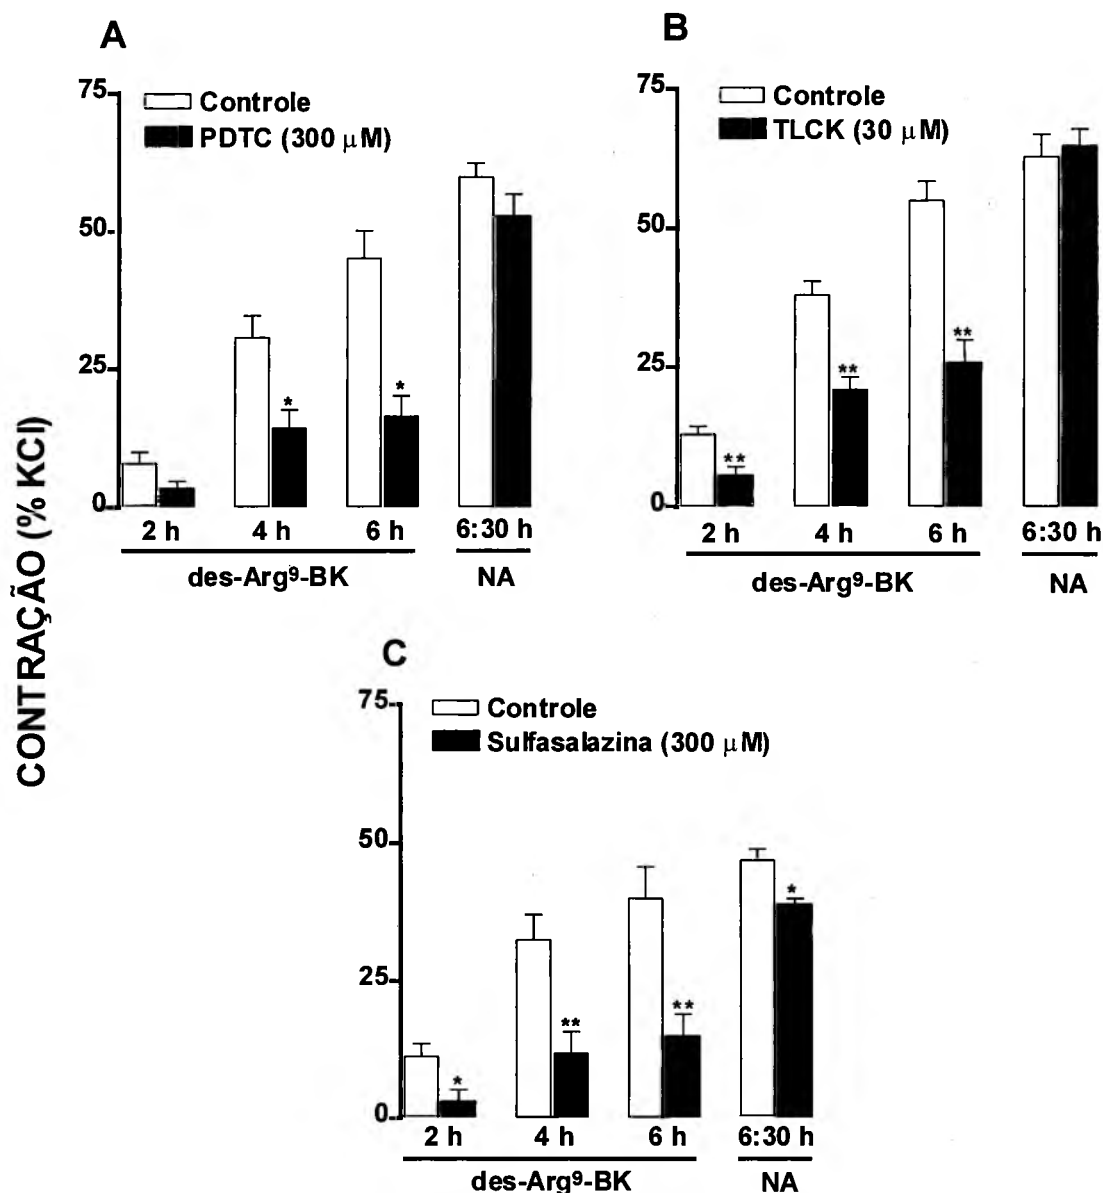 CONTRAÇÃO (% KCl)
A
75
50
25
0
Controle
PDTC (300 µM)
*
*
2 h 4 h 6 h 6:30 h
des-Arg⁹-BK NA
B
75
50
25
0
Controle
TLCK (30 µM)
**
**
**
2 h 4 h 6 h 6:30 h
des-Arg⁹-BK NA
C
75
50
25
0
Controle
Sulfasalazina (300 µM)
*
**
**
*
2 h 4 h 6 h 6:30 h
des-Arg⁹-BK NA